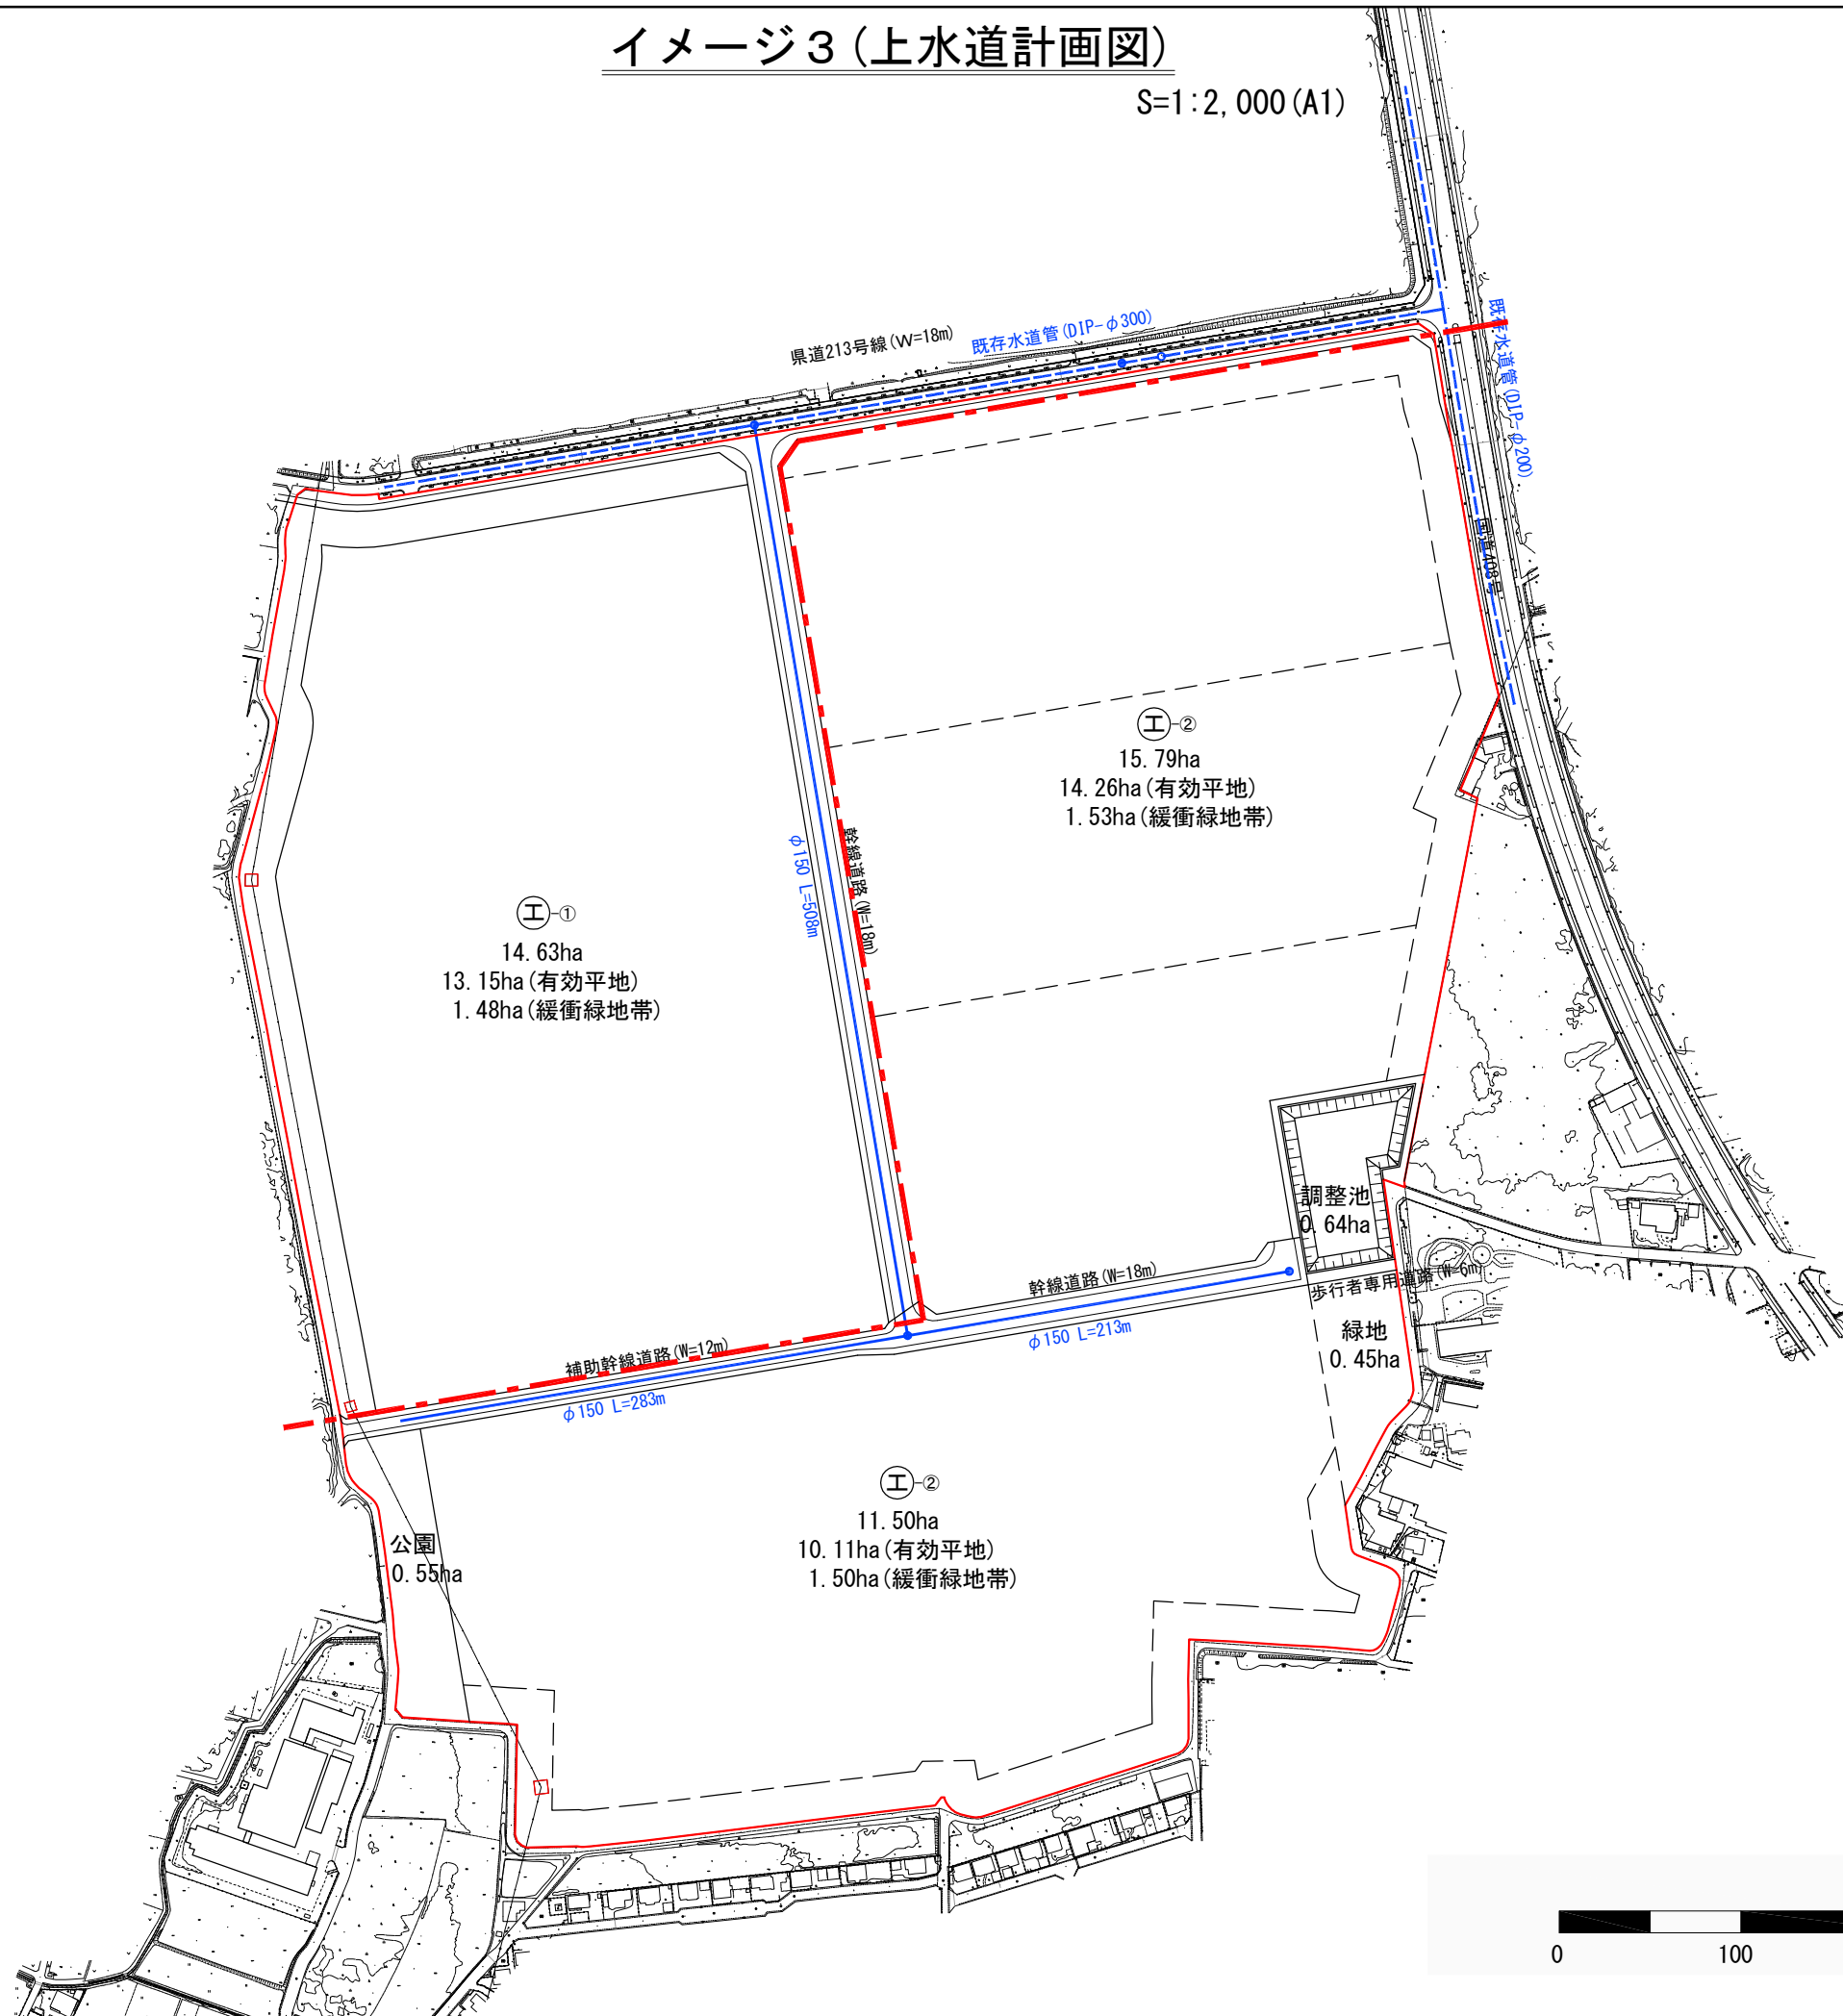 イメージ３(上水道計画図)
S=1:2,000(A1)
県道213号線(W=18m)
既存水道管(DIP-φ300)
既存水道管(DIP-φ200)
国道408号
工-②
15.79ha
14.26ha(有効平地)
1.53ha(緩衝緑地帯)
幹線道路(W=18m)
φ150 L=508m
工-①
14.63ha
13.15ha(有効平地)
1.48ha(緩衝緑地帯)
調整池
0.64ha
幹線道路(W=18m)
歩行者専用道路(W=6m)
φ150 L=213m
緑地
0.45ha
補助幹線道路(W=12m)
φ150 L=283m
工-②
11.50ha
10.11ha(有効平地)
1.50ha(緩衝緑地帯)
公園
0.55ha
0 100